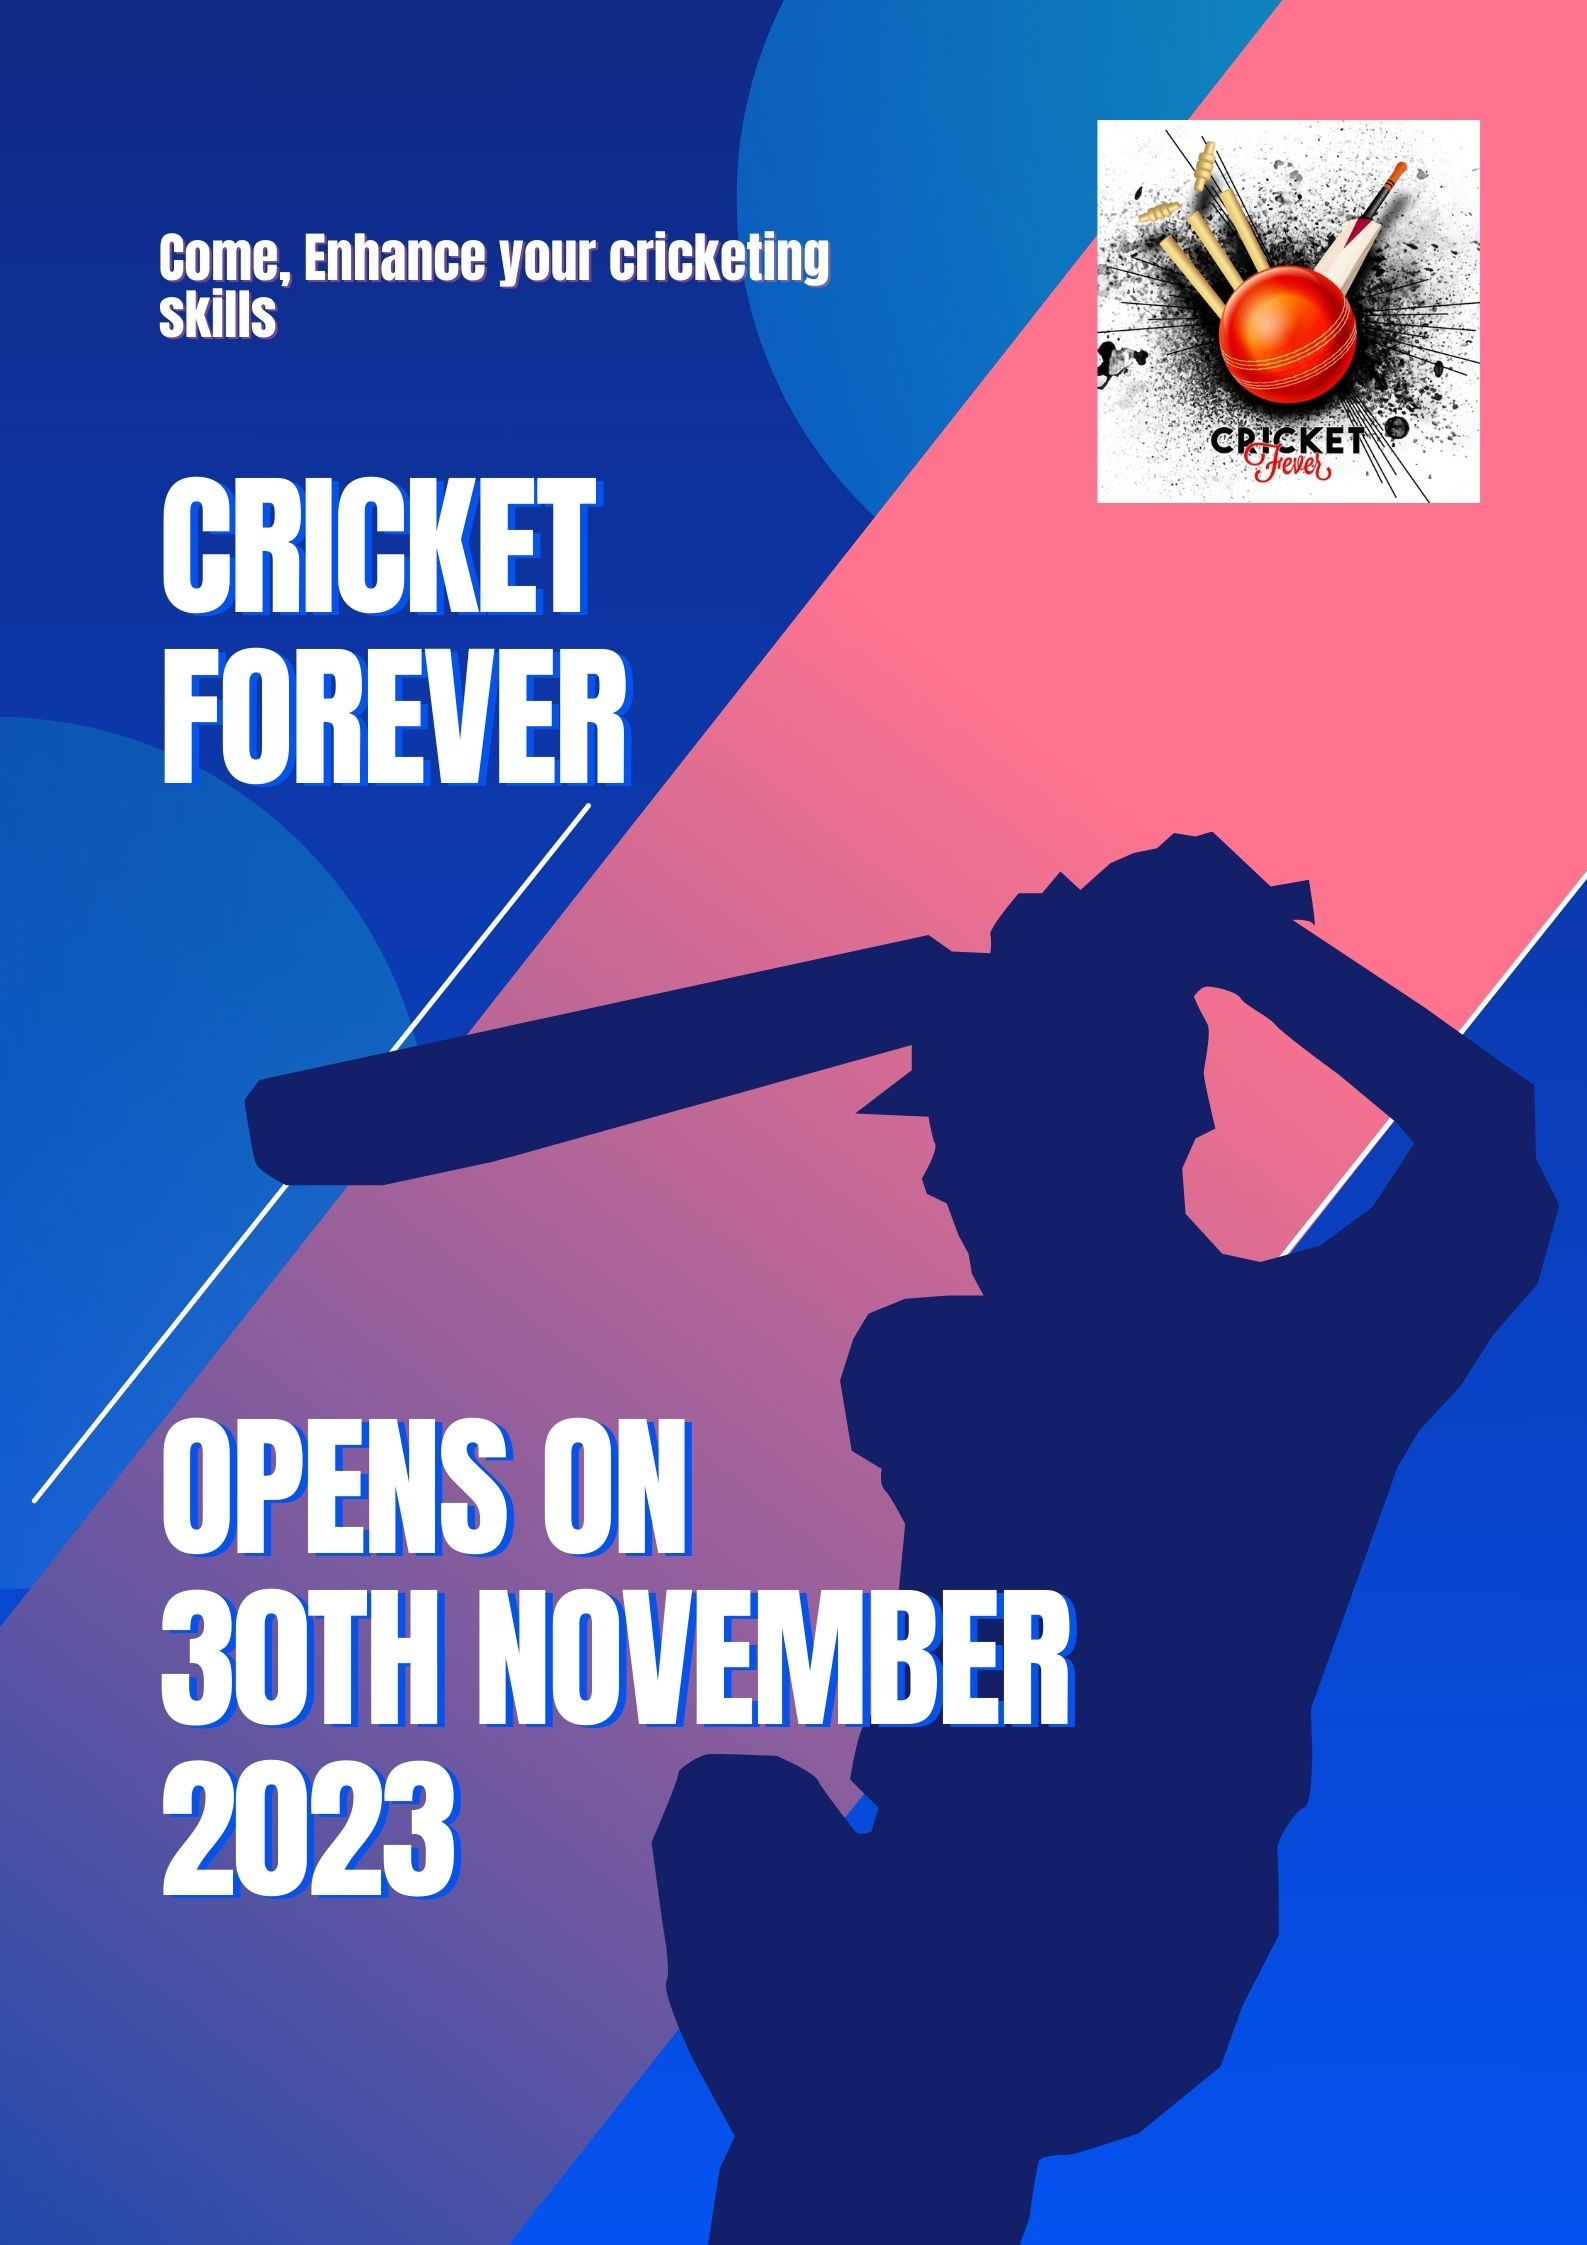 Come, Enhance your cricketing
skills
CRICKET
Fever
CRICKET
FOREVER
OPENS ON
30TH NOVEMBER
2023